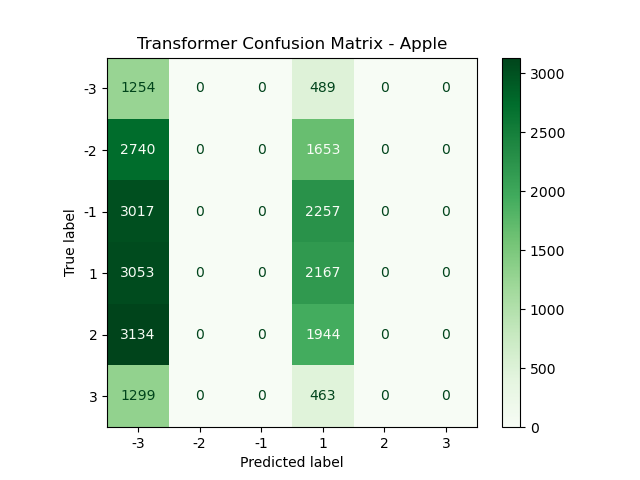 Transformer Confusion Matrix - Apple
-3 1254 0 0 489 0 0
-2 2740 0 0 1653 0 0
-1 3017 0 0 2257 0 0
1 3053 0 0 2167 0 0
2 3134 0 0 1944 0 0
3 1299 0 0 463 0 0
-3 -2 -1 1 2 3
Predicted label
True label
3000
2500
2000
1500
1000
500
0